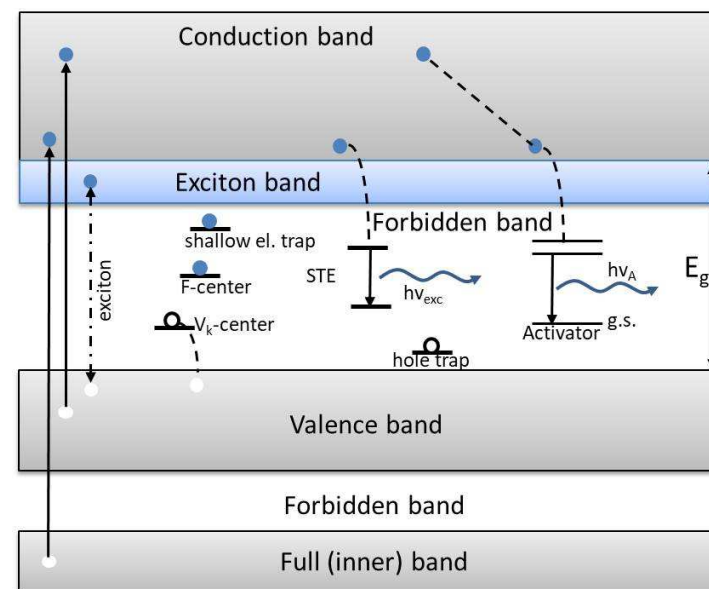 Conduction band
Exciton band
Forbidden band
shallow el. trap
exciton
F-center
STE
hν_exc
hν_A
E_g
V_k-center
Activator
g.s.
hole trap
Valence band
Forbidden band
Full (inner) band